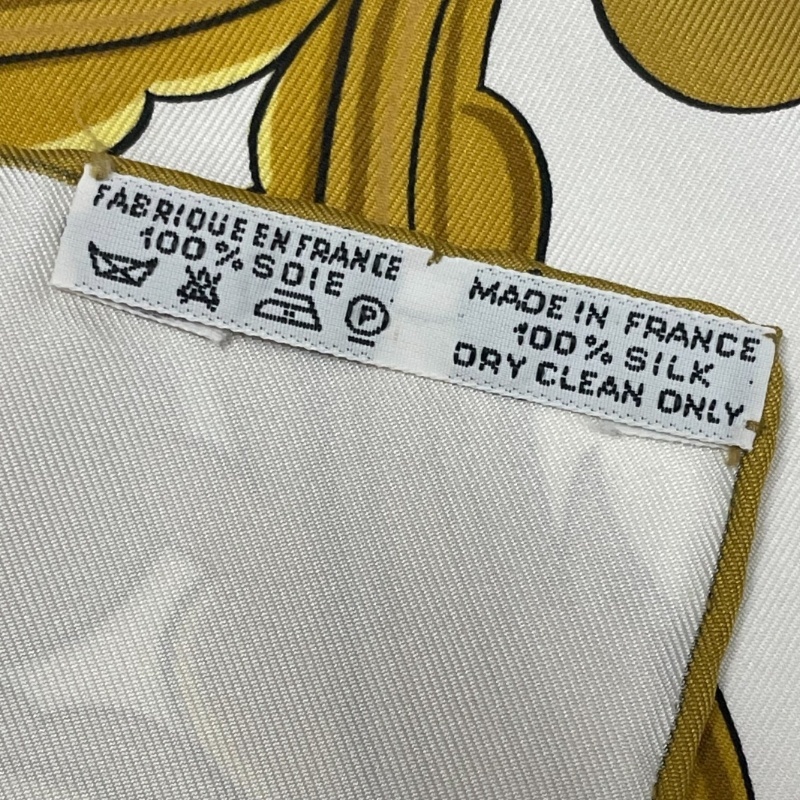 FABRIQUE EN FRANCE
100% SOIE
P
MADE IN FRANCE
100% SILK
DRY CLEAN ONLY